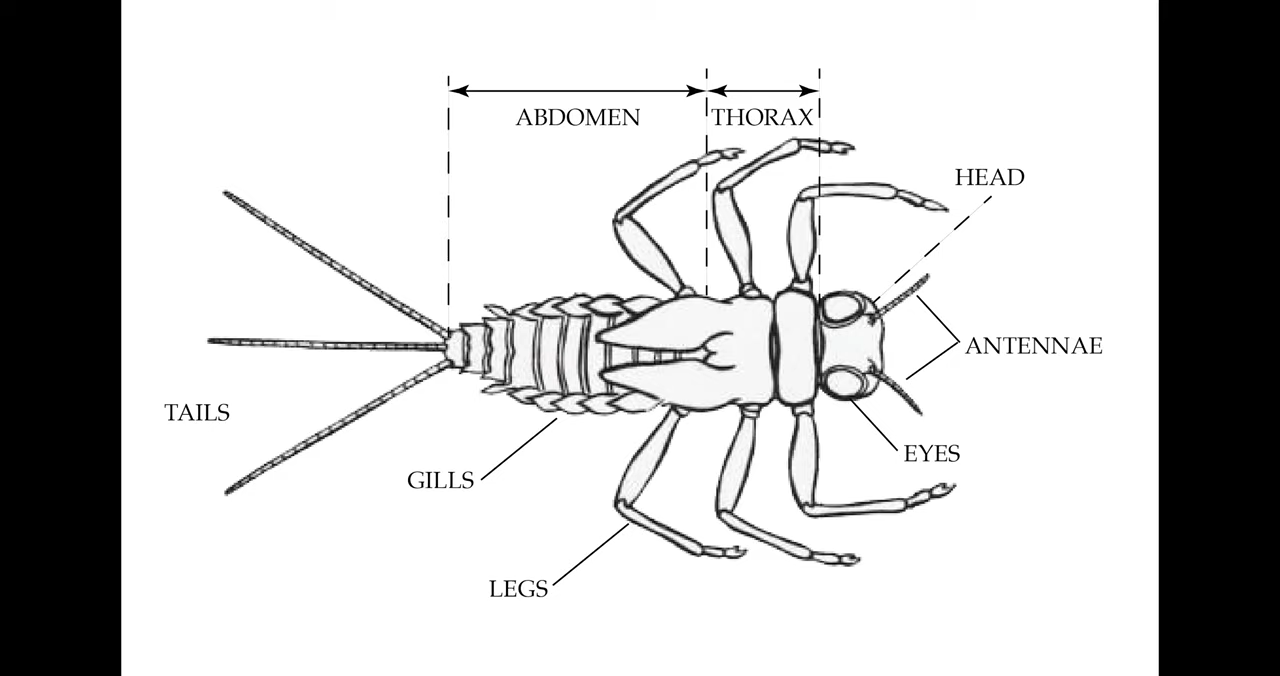 ABDOMEN
THORAX
HEAD
ANTENNAE
TAILS
EYES
GILLS
LEGS